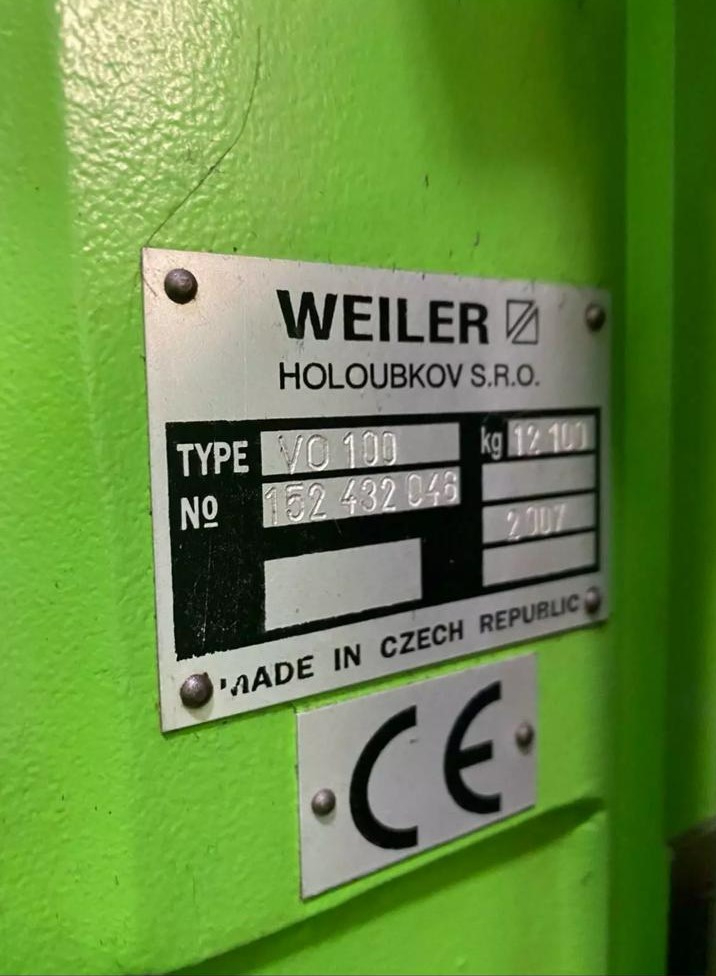 WEILER
HOLOUBKOV S.R.O.
TYPE VO 100 kg 12 100
Nº 152 432 046
2007
MADE IN CZECH REPUBLIC
CE